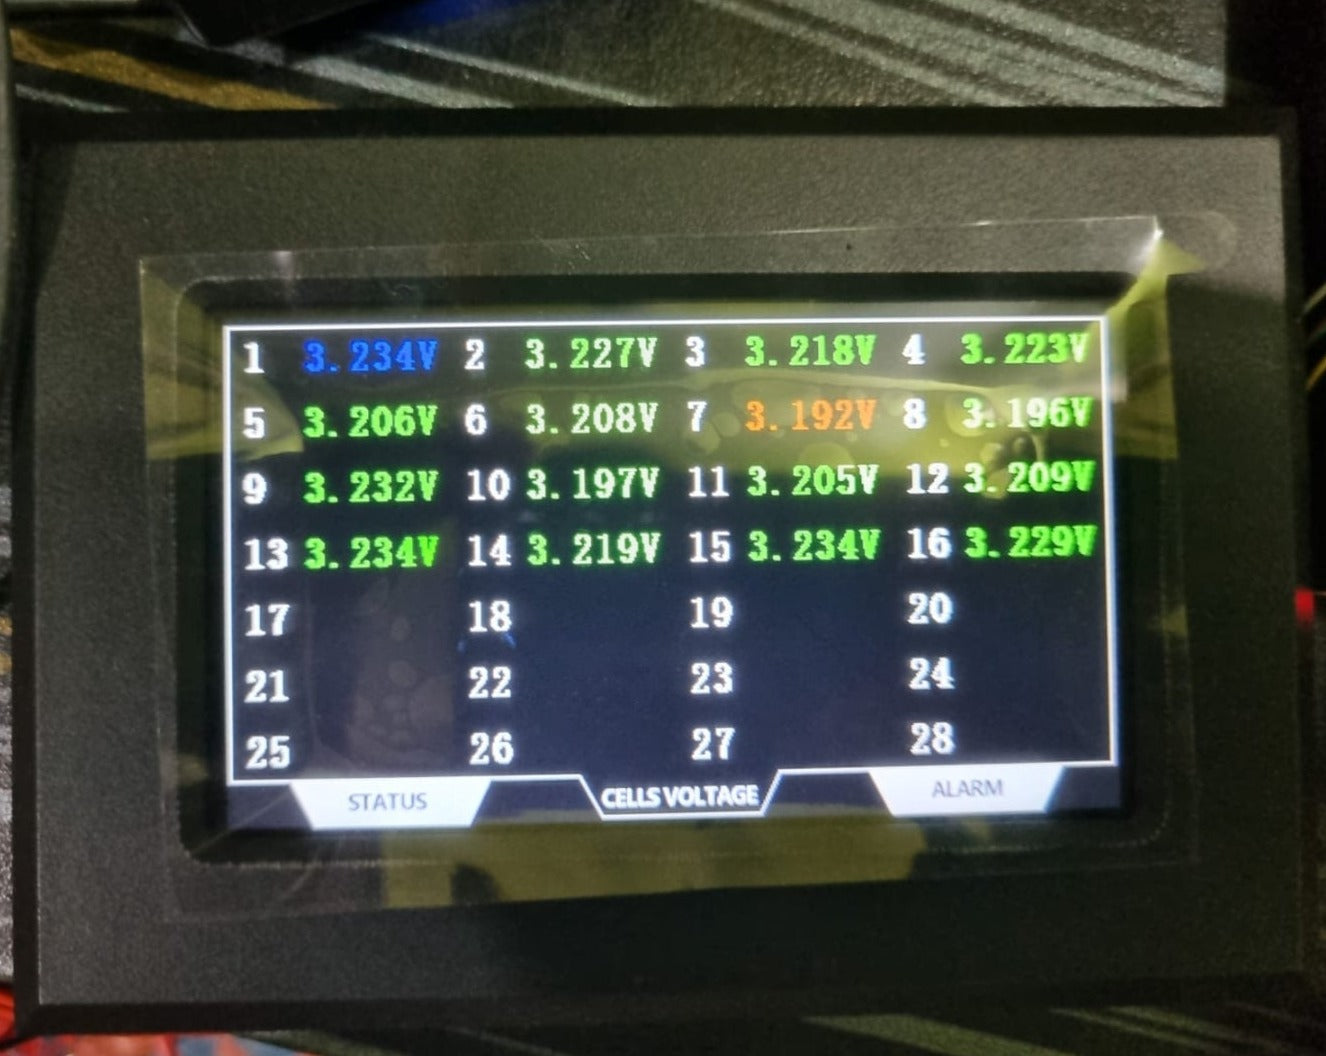 1 3.234V 2 3.227V 3 3.218V 4 3.223V
5 3.206V 6 3.208V 7 3.192V 8 3.196V
9 3.232V 10 3.197V 11 3.205V 12 3.209V
13 3.234V 14 3.219V 15 3.234V 16 3.229V
17 18 19 20
21 22 23 24
25 26 27 28
STATUS CELLS VOLTAGE ALARM